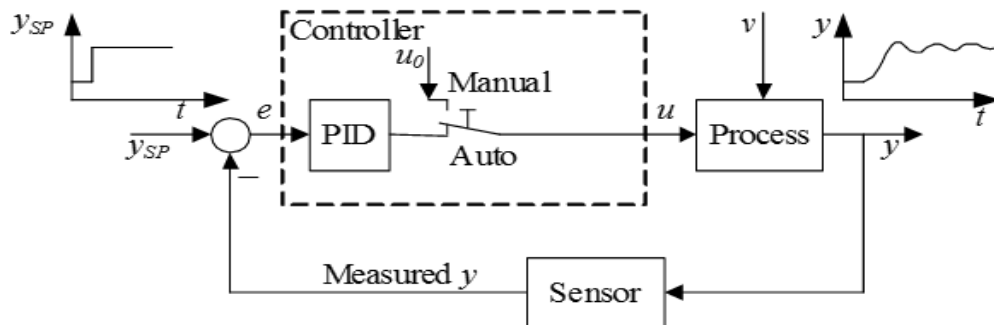 y_SP
t
Controller
u_0
Manual
v
y
t
y_SP
e
PID
Auto
u
Process
y
−
Measured y
Sensor